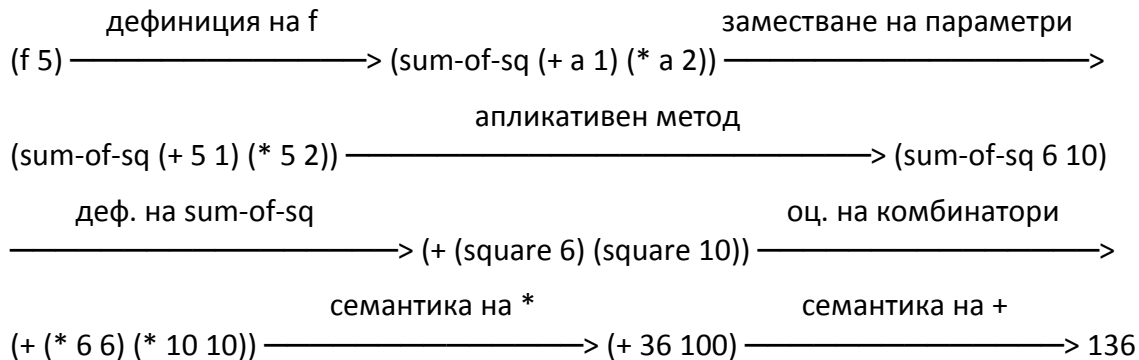 дефиниция на f заместване на параметри
(f 5) ————————————> (sum-of-sq (+ a 1) (* a 2)) ————————————>
апликативен метод
(sum-of-sq (+ 5 1) (* 5 2)) ————————————> (sum-of-sq 6 10)
деф. на sum-of-sq оц. на комбинатори
————————————> (+ (square 6) (square 10)) ————————————>
семантика на * семантика на +
(+ (* 6 6) (* 10 10)) ————————————> (+ 36 100) ————————————> 136